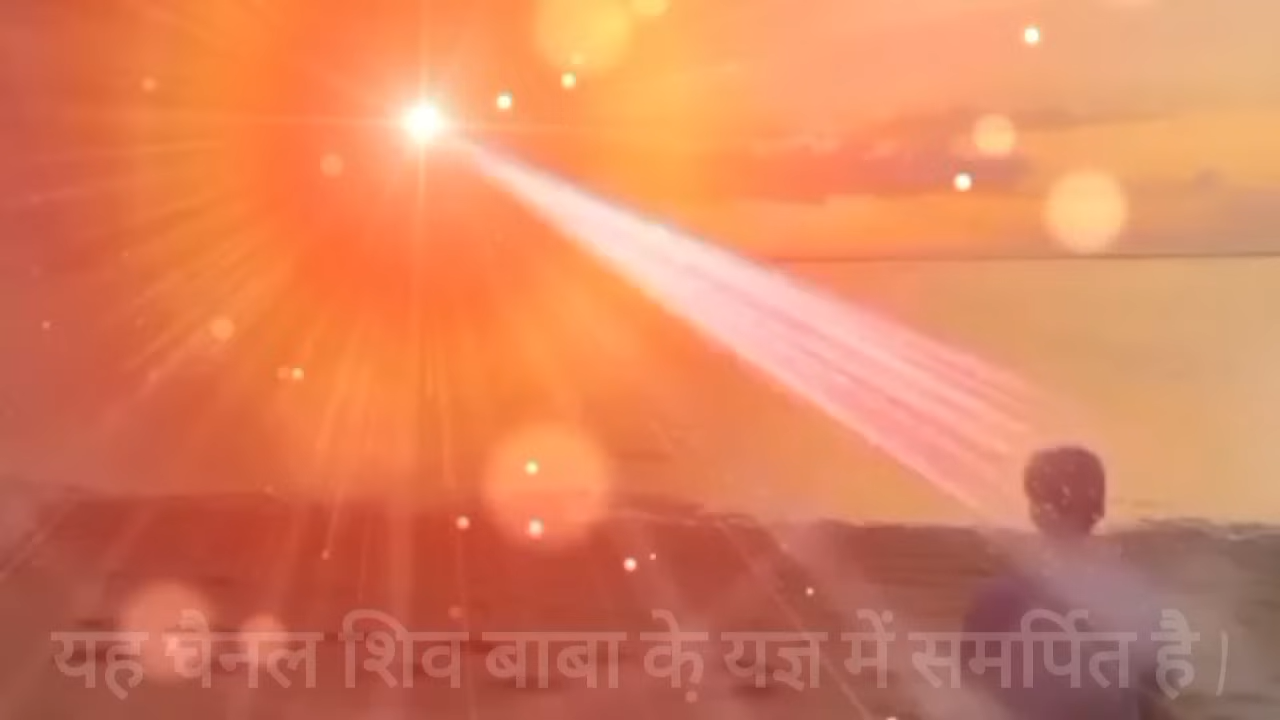 यह चैनल शिव बाबा के यज्ञ में समर्पित है।